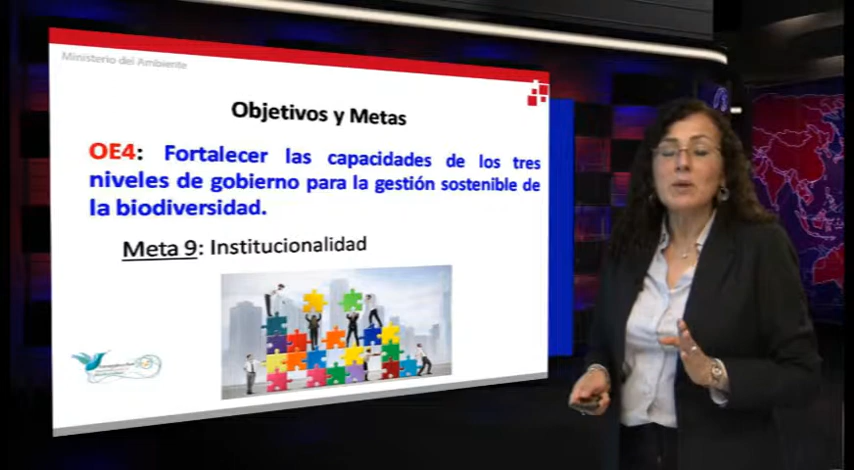 Ministerio del Ambiente
Objetivos y Metas
OE4: Fortalecer las capacidades de los tres
niveles de gobierno para la gestión sostenible de
la biodiversidad.
Meta 9: Institucionalidad